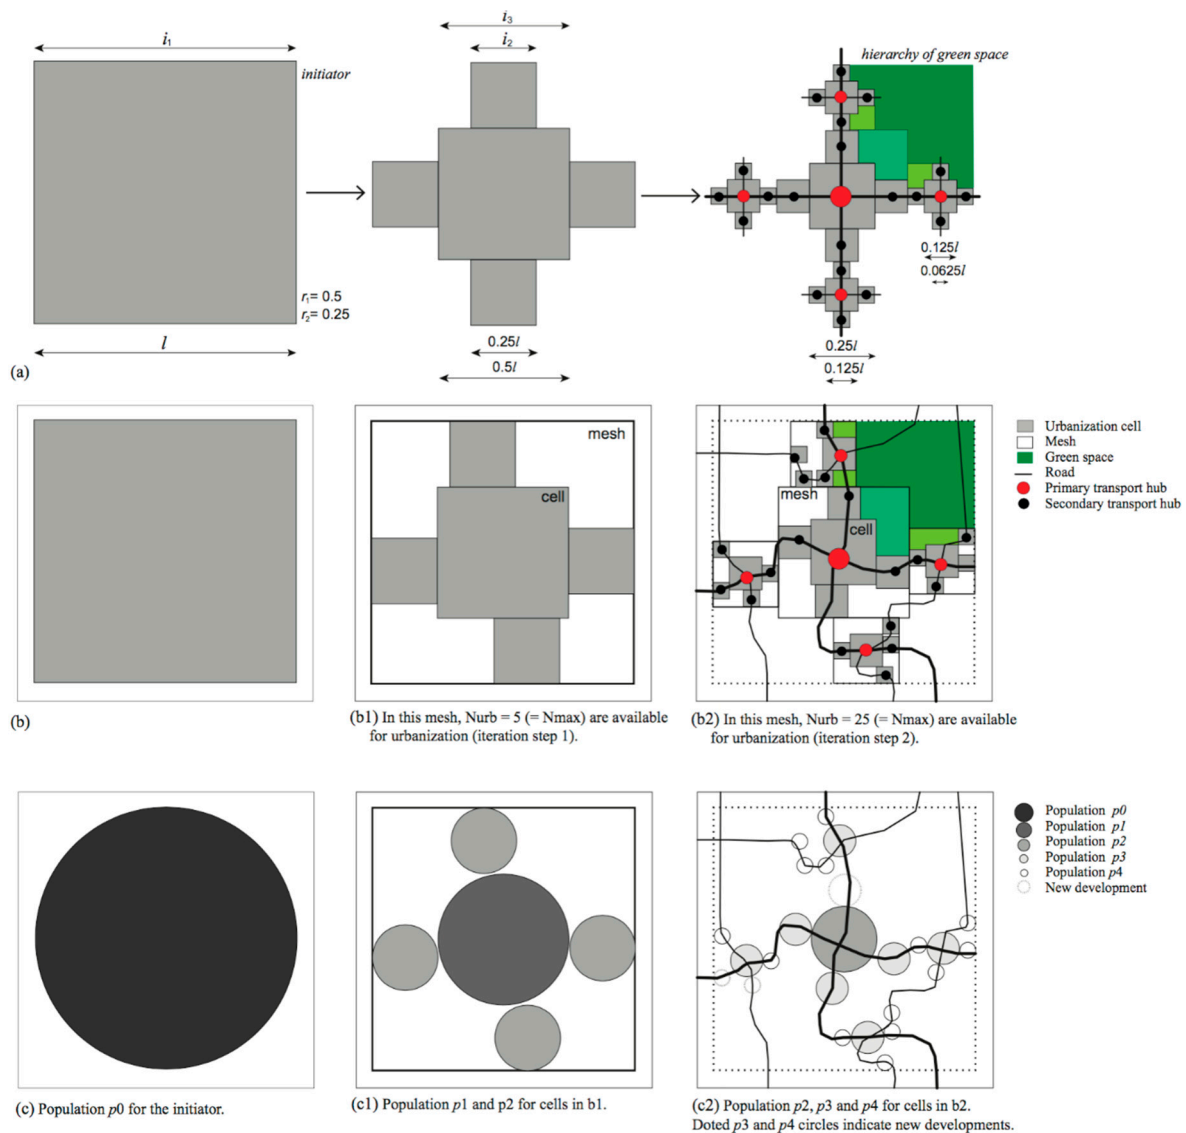 i₁
initiator
r₁= 0.5
r₂= 0.25
l
(a)
i₃
i₂
0.25l
0.5l
hierarchy of green space
0.125l
0.0625l
0.25l
0.125l
(b)
mesh
cell
(b1) In this mesh, Nurb = 5 (= Nmax) are available
for urbanization (iteration step 1).
mesh
cell
(b2) In this mesh, Nurb = 25 (= Nmax) are available
for urbanization (iteration step 2).
Urbanization cell
Mesh
Green space
Road
Primary transport hub
Secondary transport hub
(c) Population p0 for the initiator.
(c1) Population p1 and p2 for cells in b1.
(c2) Population p2, p3 and p4 for cells in b2.
Dotted p3 and p4 circles indicate new developments.
Population p0
Population p1
Population p2
Population p3
Population p4
New development